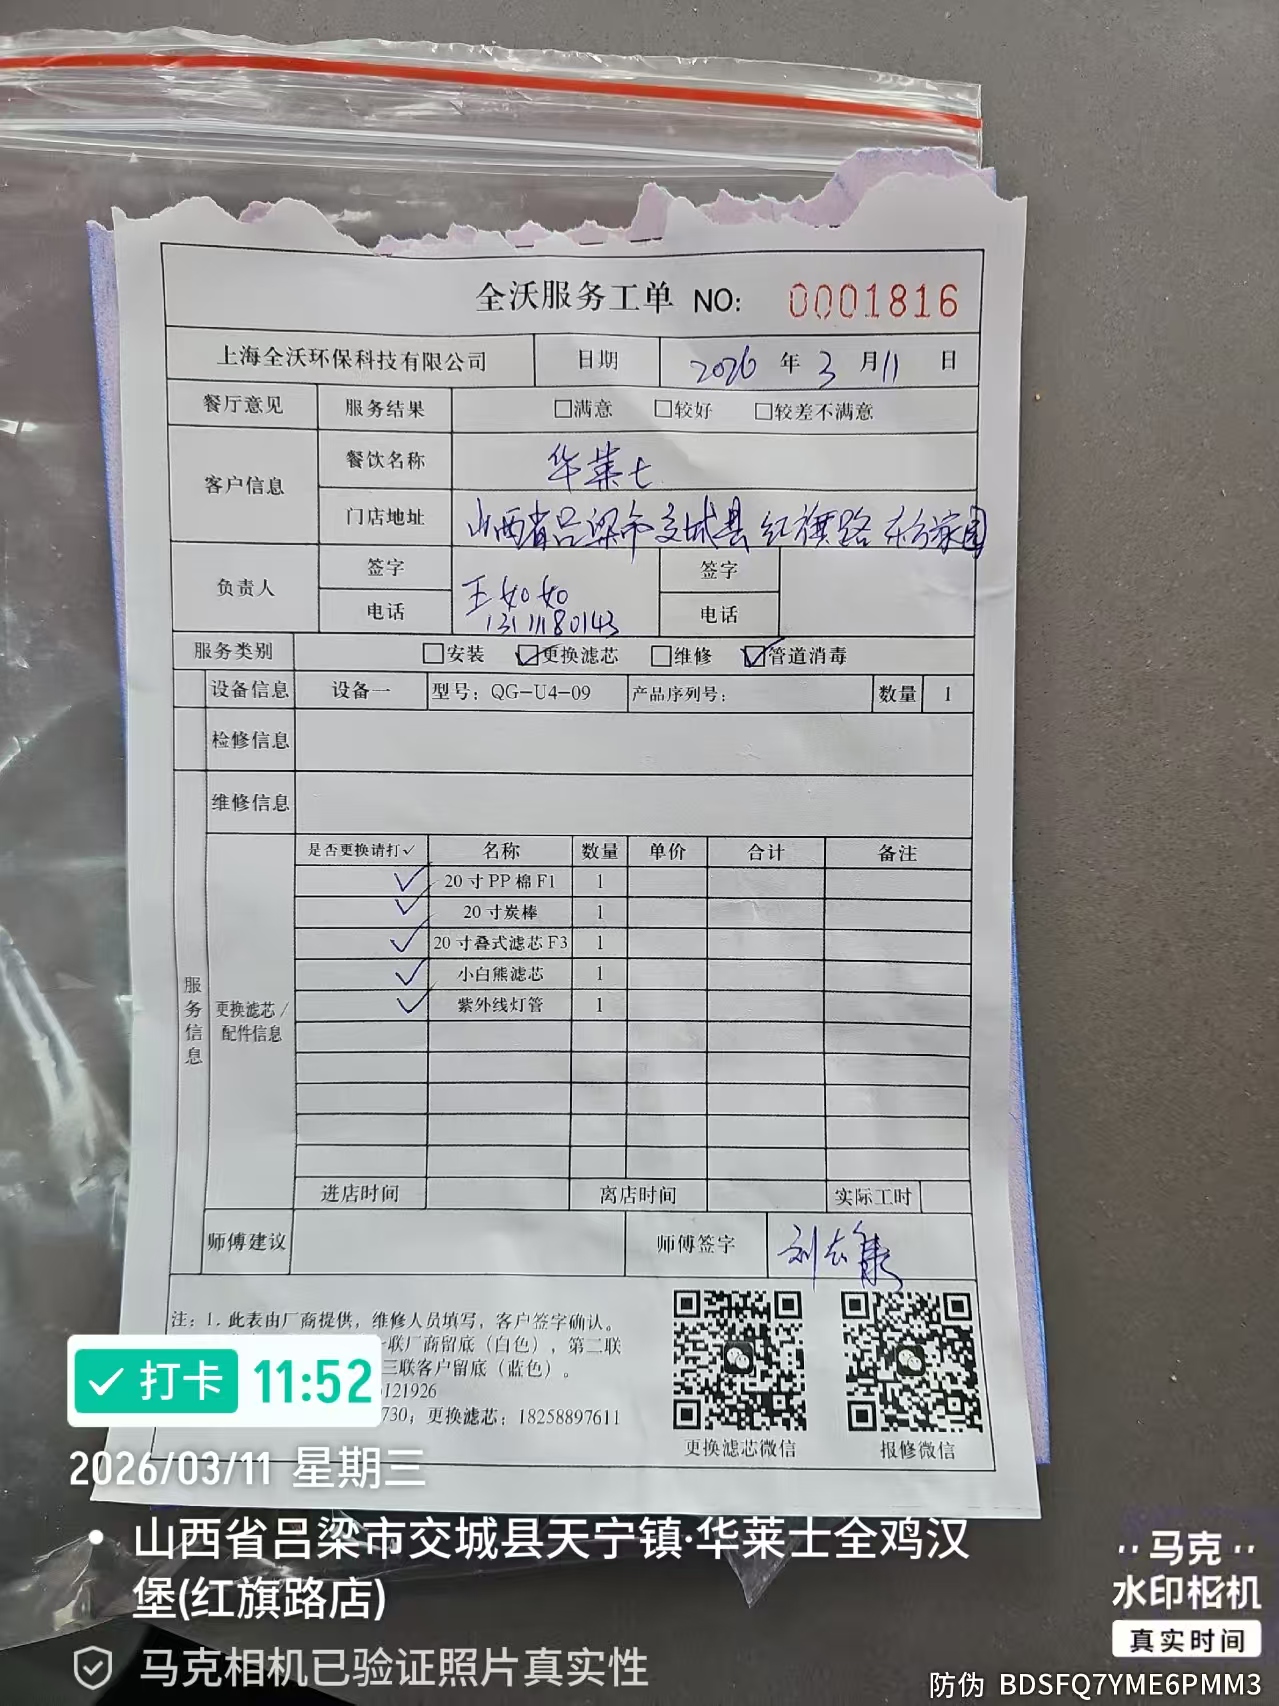 全沃服务工单 NO: 0001816
上海全沃环保科技有限公司 日期 2026 年 3 月 11 日
餐厅意见 服务结果 □满意 □较好 □较差不满意
客户信息 餐饮名称 华莱士
门店地址 山西省吕梁市交城县红旗路东方家园
负责人 签字 王如如 签字
电话 13111180143 电话
服务类别 □安装 ☑更换滤芯 □维修 ☑管道消毒
设备信息 设备一 型号: QG-U4-09 产品序列号: 数量 1
检修信息
维修信息
服务信息
更换滤芯/配件信息
是否更换请打✓ 名称 数量 单价 合计 备注
✓ 20寸PP棉F1 1
✓ 20寸炭棒 1
✓ 20寸叠式滤芯F3 1
✓ 小白熊滤芯 1
✓ 紫外线灯管 1
进店时间 离店时间 实际工时
师傅建议 师傅签字
注: 1. 此表由厂商提供, 维修人员填写, 客户签字确认。
联厂商留底(白色), 第二联
三联客户留底(蓝色)。
121926
730; 更换滤芯: 18258897611
更换滤芯微信 报修微信
打卡 11:52
2026/03/11 星期三
• 山西省吕梁市交城县天宁镇·华莱士全鸡汉
堡(红旗路店)
马克相机已验证照片真实性
马克
水印相机
真实时间
防伪 BDSFQ7YME6PMM3